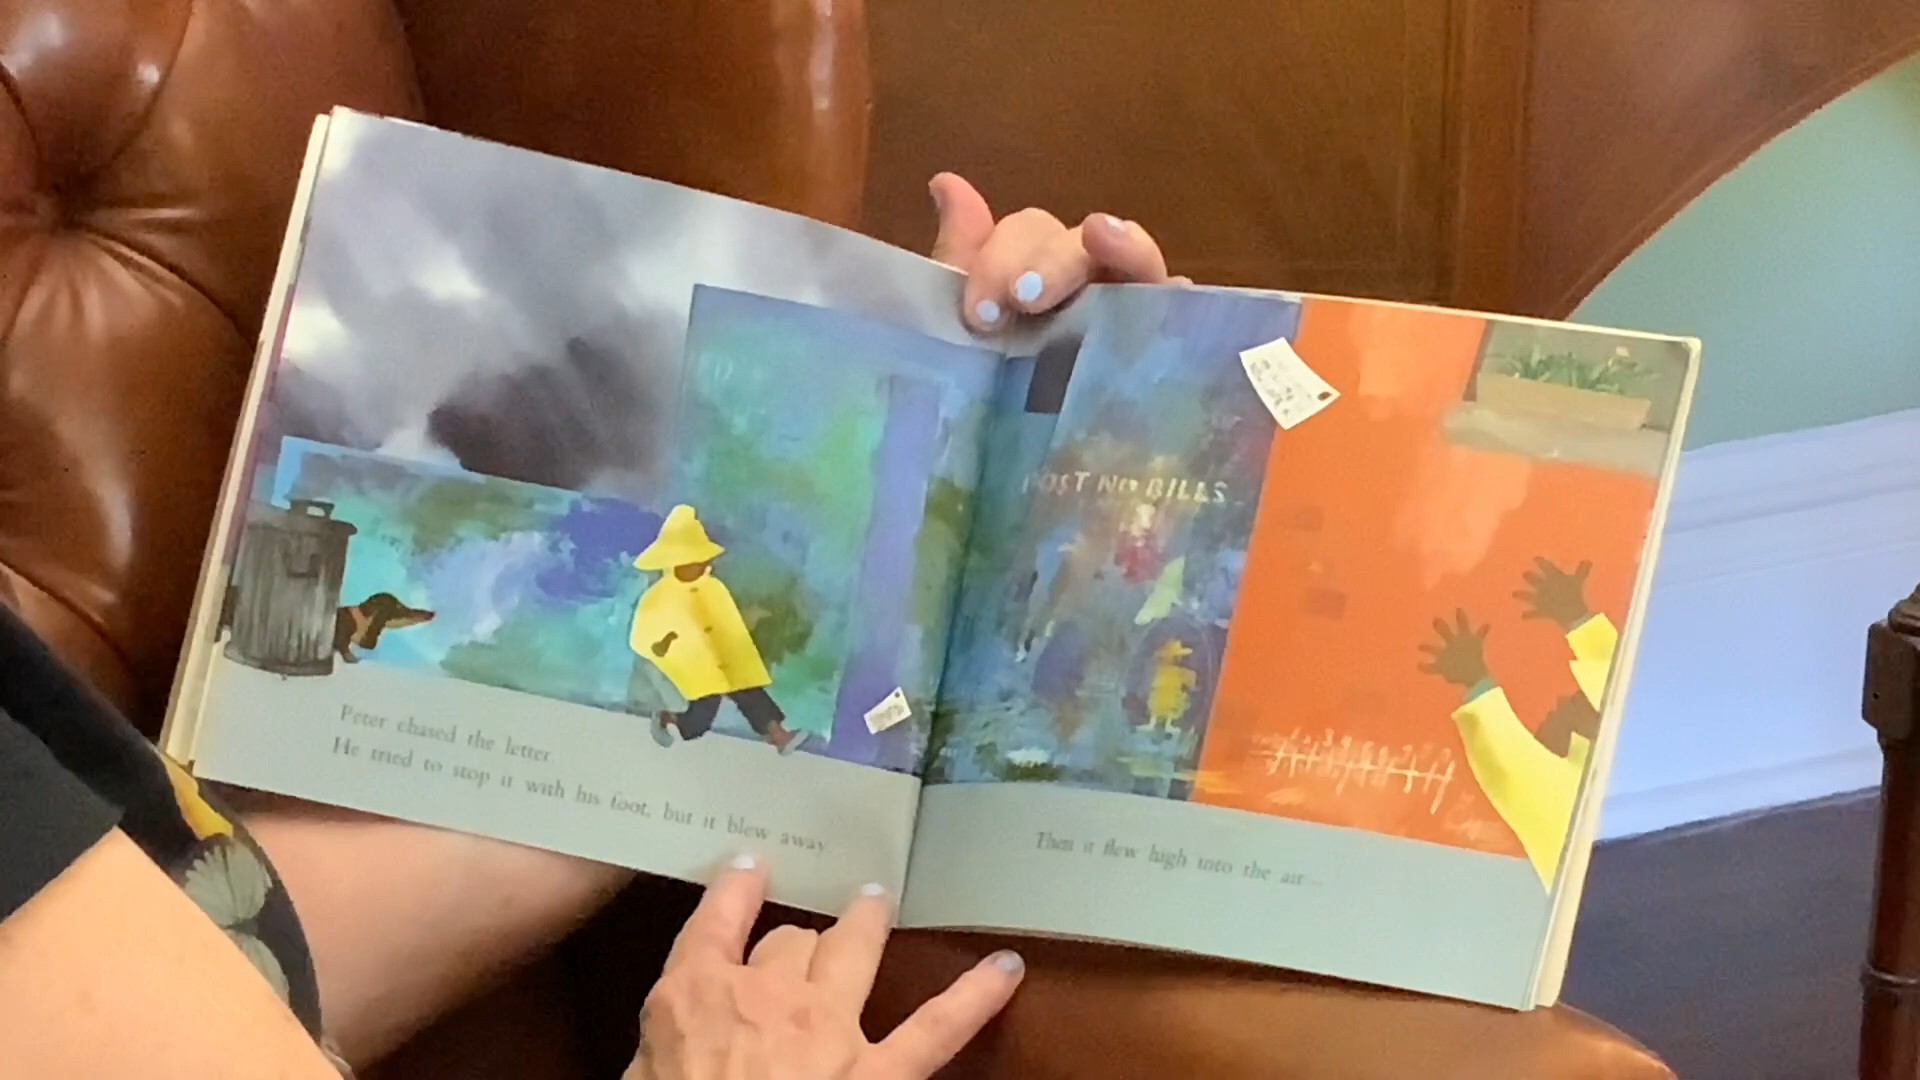 Peter chased the letter.
He tried to stop it with his foot, but it blew away.
POST NO BILLS
Then it flew high into the air—